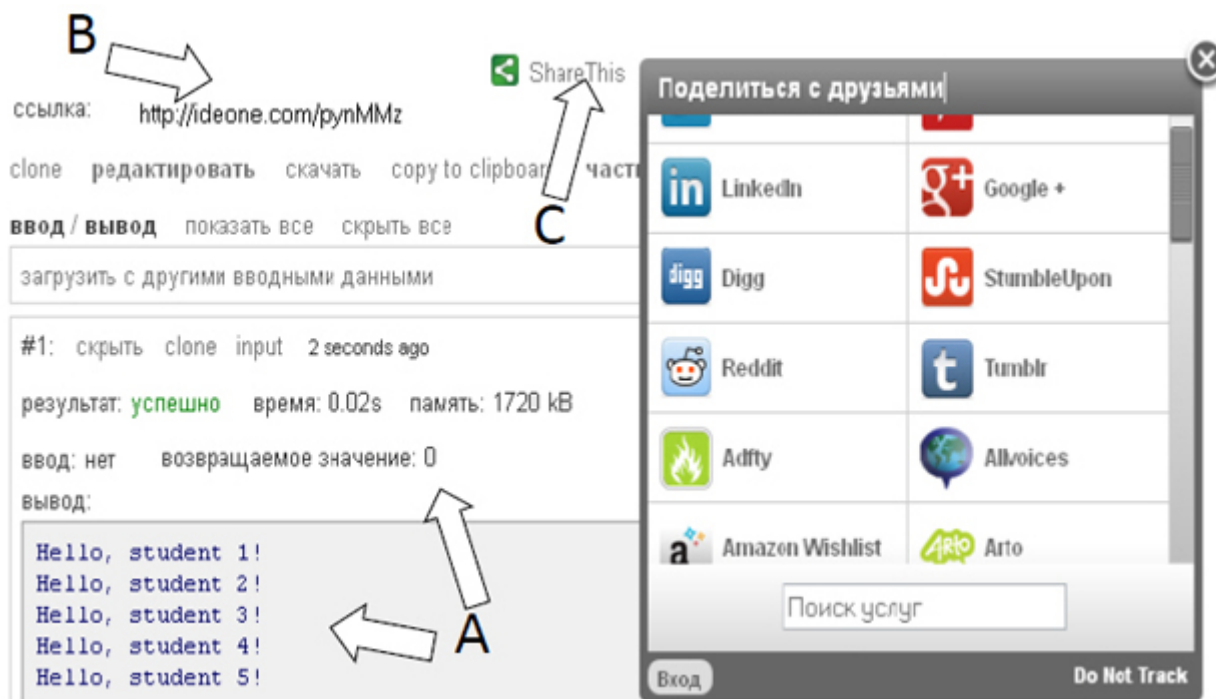 B
ShareThis
ссылка: http://ideone.com/pynMMz
clone редактировать скачать copy to clipboar
C
ввод / вывод показать все скрыть все
загрузить с другими вводными данными
#1: скрыть clone input 2 seconds ago
результат: успешно время: 0.02s память: 1720 kB
ввод: нет возвращаемое значение: 0
вывод:
Hello, student 1!
Hello, student 2!
Hello, student 3!
Hello, student 4!
Hello, student 5!
A
Поделиться с друзьями
in LinkedIn
g+ Google +
digg Digg
StumbleUpon
Reddit
t Tumblr
Adfty
Allvoices
a Amazon Wishlist
Arto Arto
Поиск услуг
Вход
Do Not Track